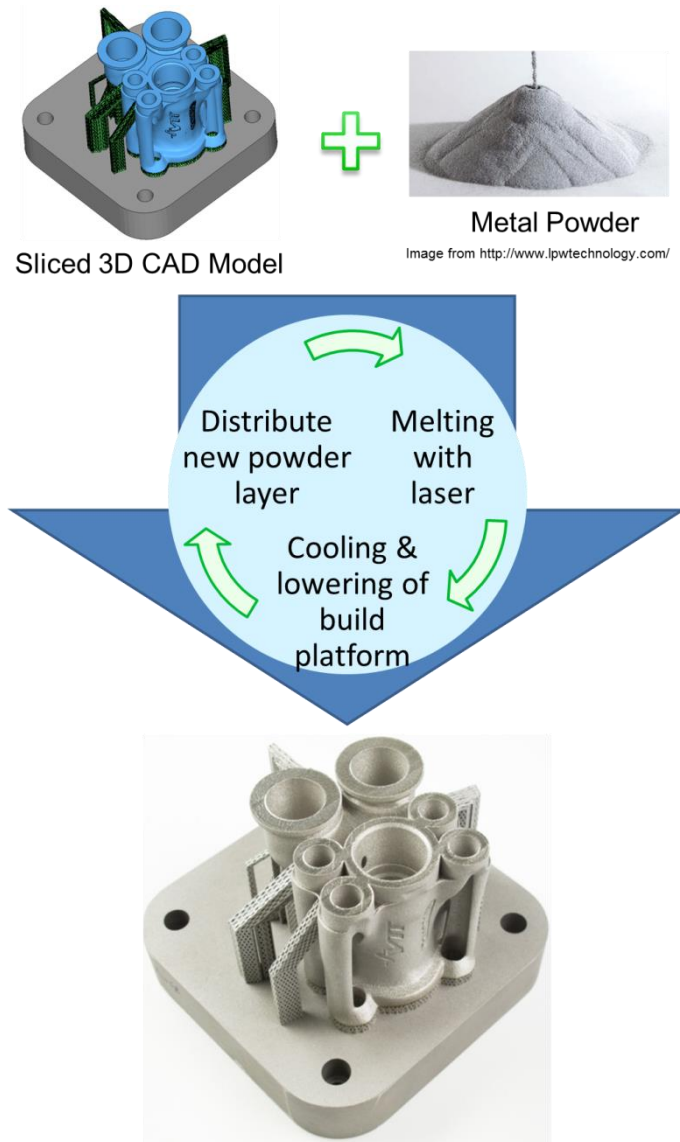 Sliced 3D CAD Model
Metal Powder
Image from http://www.lpwtechnology.com/
Distribute
new powder
layer
Melting
with
laser
Cooling &
lowering of
build
platform